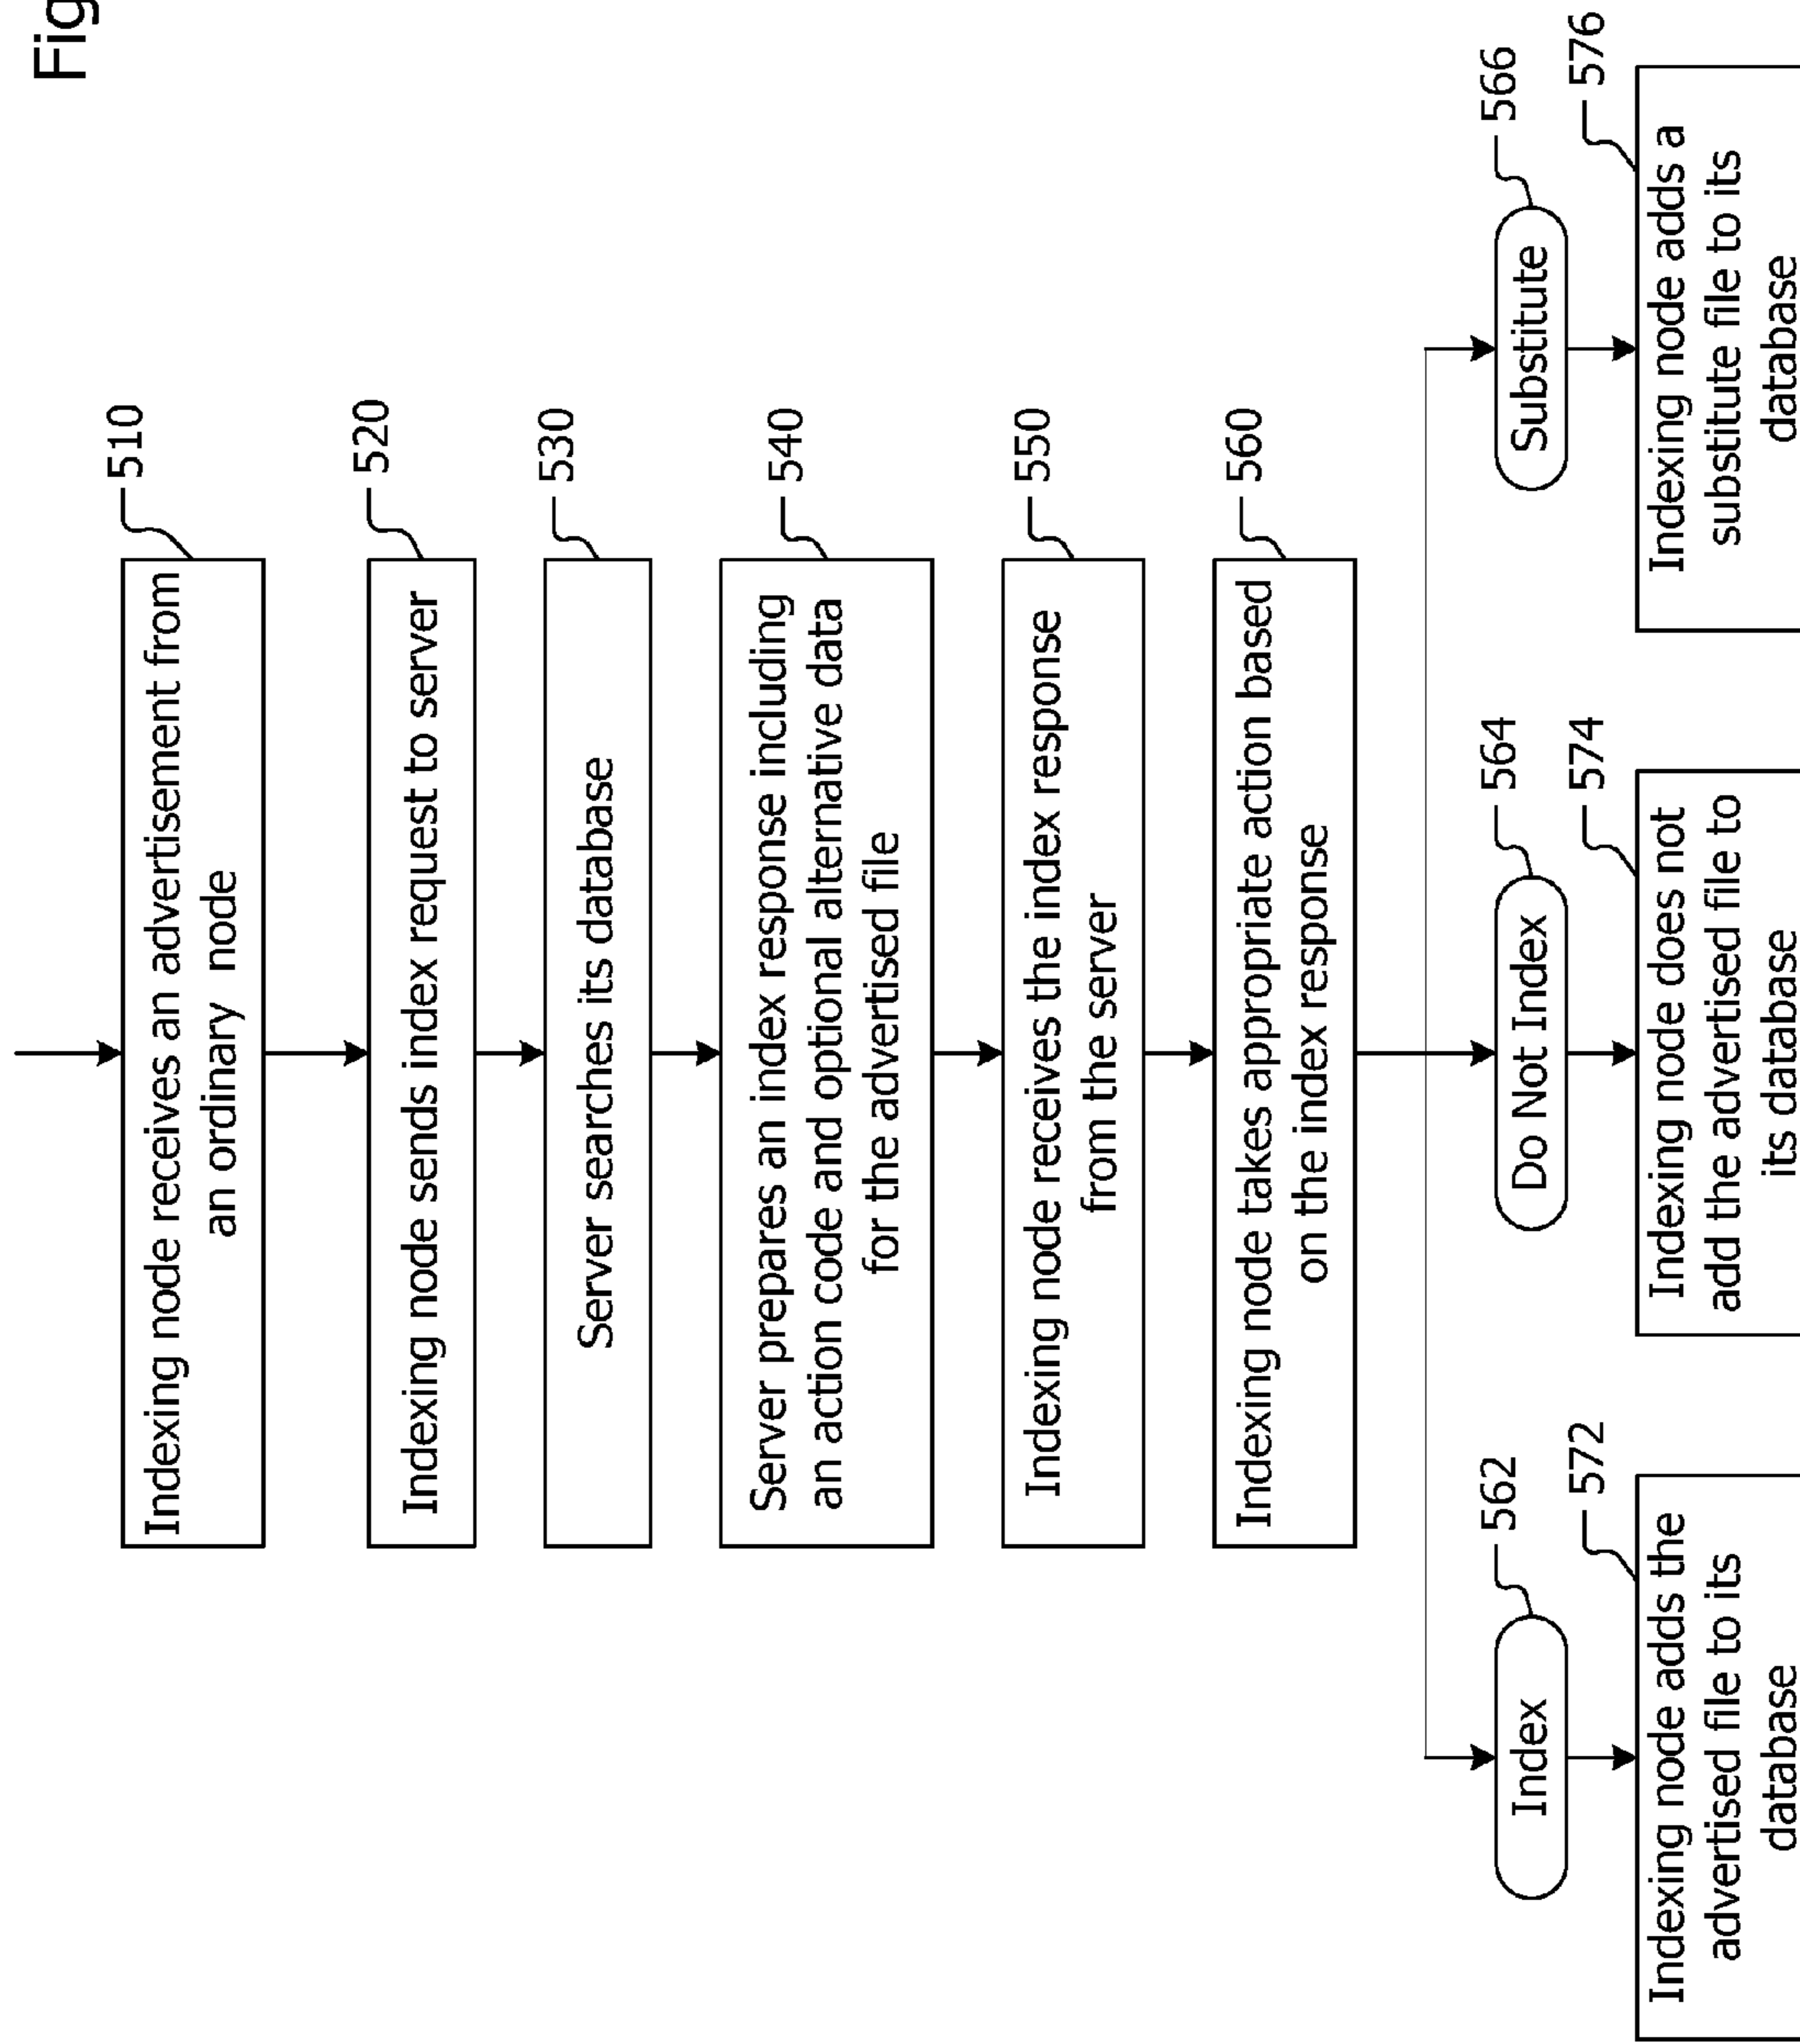 Fig
510
Indexing node receives an advertisement from
an ordinary node
520
Indexing node sends index request to server
530
Server searches its database
540
Server prepares an index response including
an action code and optional alternative data
for the advertised file
550
Indexing node receives the index response
from the server
560
Indexing node takes appropriate action based
on the index response
562
Index
564
Do Not Index
566
Substitute
572
Indexing node adds the
advertised file to its
database
574
Indexing node does not
add the advertised file to
its database
576
Indexing node adds a
substitute file to its
database